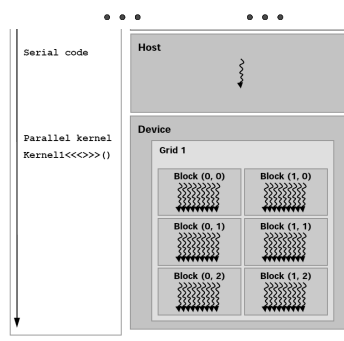 Serial code
Host
Parallel kernel
Kernel1<<<>>>()
Device
Grid 1
Block (0, 0)
Block (1, 0)
Block (0, 1)
Block (1, 1)
Block (0, 2)
Block (1, 2)